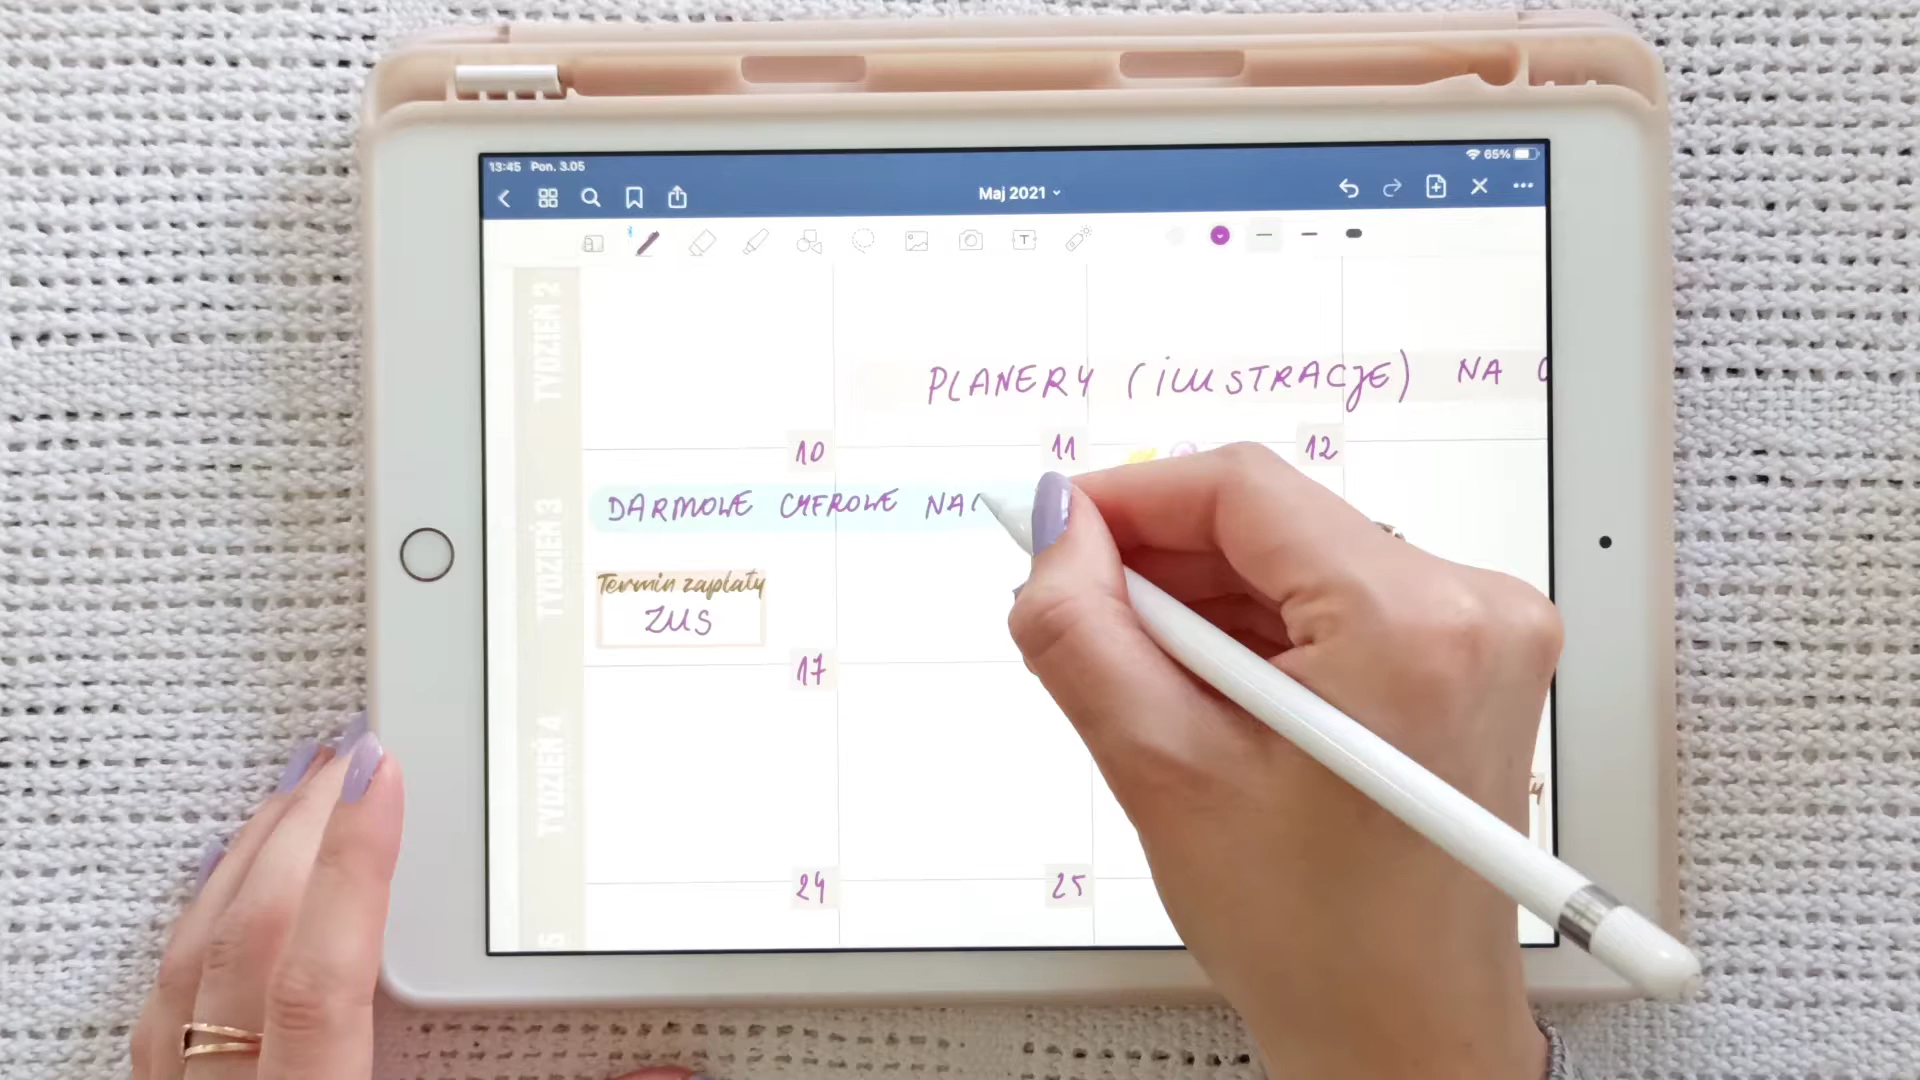 13:45 Pon. 3.05
65%
Maj 2021
T
TYDZIEŃ 2
PLANERY (ILUSTRACJE) NA
10
11
12
TYDZIEŃ 3
DARMOWE CYFROWE
Termin zapłaty
ZUS
17
TYDZIEŃ 4
24
25